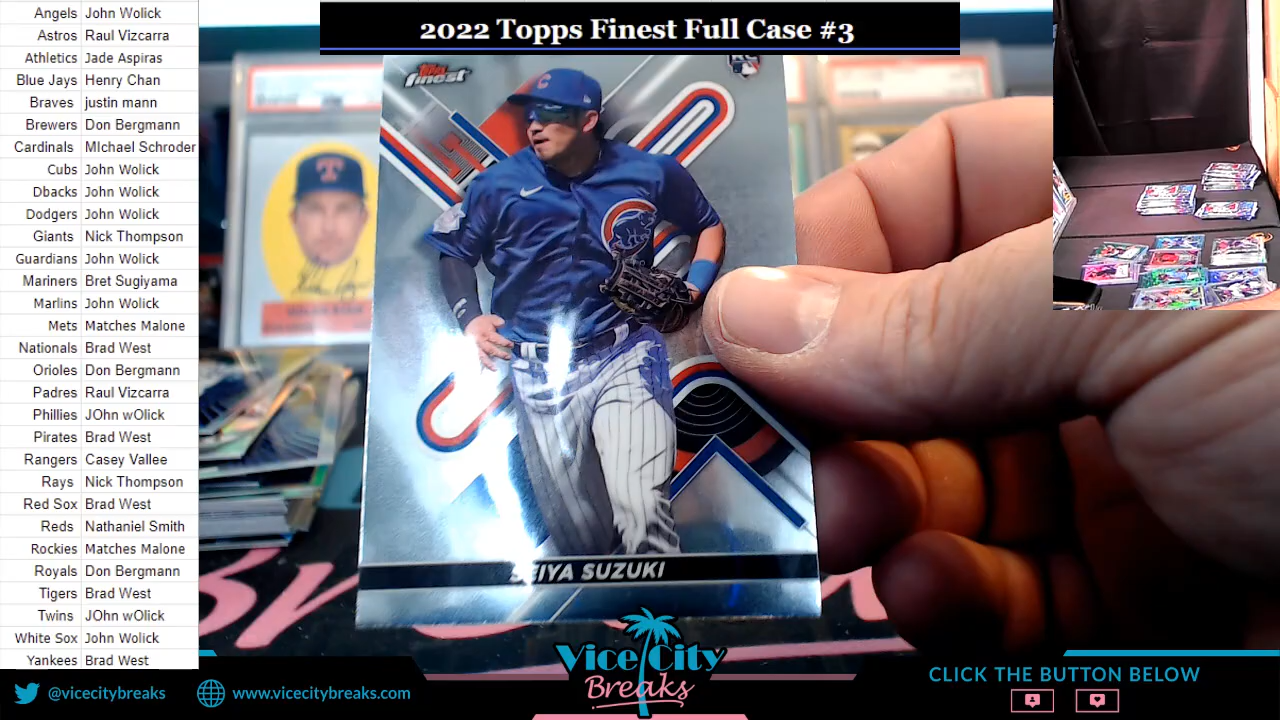 2022 Topps Finest Full Case #3
Angels John Wolick
Astros Raul Vizcarra
Athletics Jade Aspiras
Blue Jays Henry Chan
Braves justin mann
Brewers Don Bergmann
Cardinals MIchael Schroder
Cubs John Wolick
Dbacks John Wolick
Dodgers John Wolick
Giants Nick Thompson
Guardians John Wolick
Mariners Bret Sugiyama
Marlins John Wolick
Mets Matches Malone
Nationals Brad West
Orioles Don Bergmann
Padres Raul Vizcarra
Phillies JOhn wOlick
Pirates Brad West
Rangers Casey Vallee
Rays Nick Thompson
Red Sox Brad West
Reds Nathaniel Smith
Rockies Matches Malone
Royals Don Bergmann
Tigers Brad West
Twins JOhn wOlick
White Sox John Wolick
Yankees Brad West
Topps
finest
C
T
SEIYA SUZUKI
Vice City
Breaks
@vicecitybreaks
www.vicecitybreaks.com
CLICK THE BUTTON BELOW